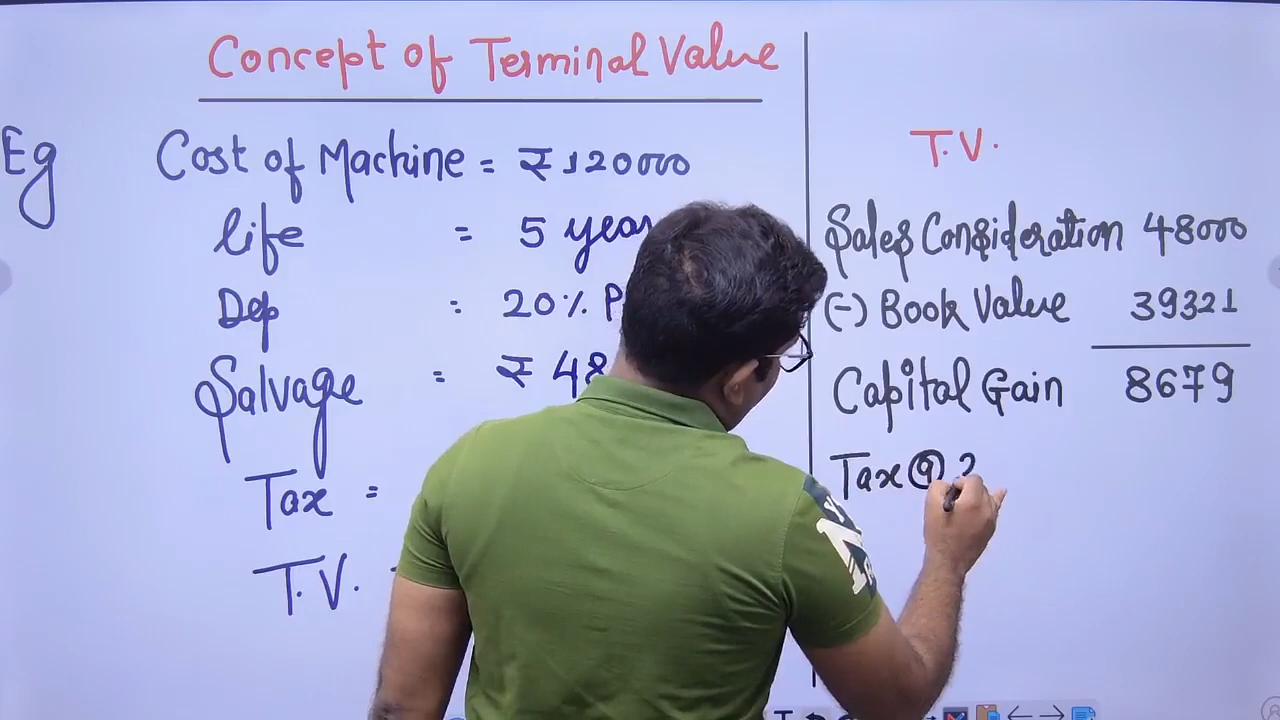 Concept of Terminal Value
Eg Cost of Machine = ₹ 120000
life = 5 year
Dep : 20% P
Salvage = ₹ 48
Tax =
T.V.
T.V.
Sales Consideration 48000
(-) Book Value 39321
Capital Gain 8679
Tax @